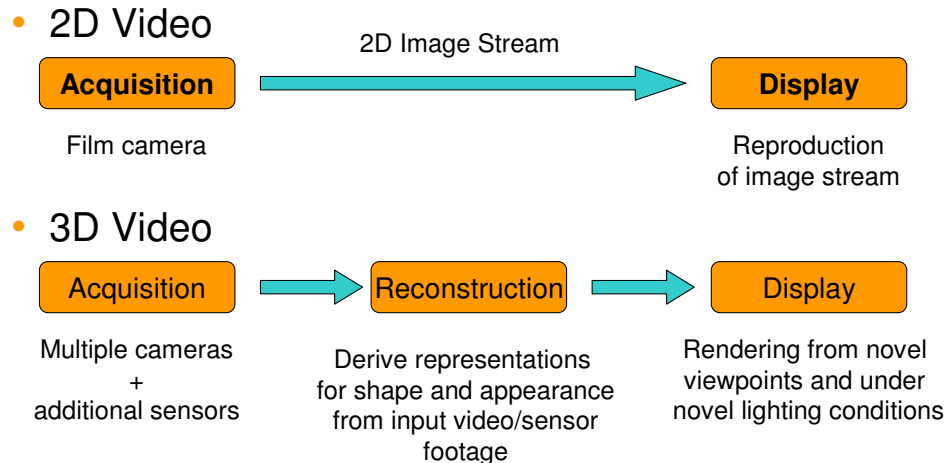 • 2D Video
2D Image Stream
Acquisition
Display
Film camera
Reproduction
of image stream
• 3D Video
Acquisition
Reconstruction
Display
Multiple cameras
+
additional sensors
Derive representations
for shape and appearance
from input video/sensor
footage
Rendering from novel
viewpoints and under
novel lighting conditions